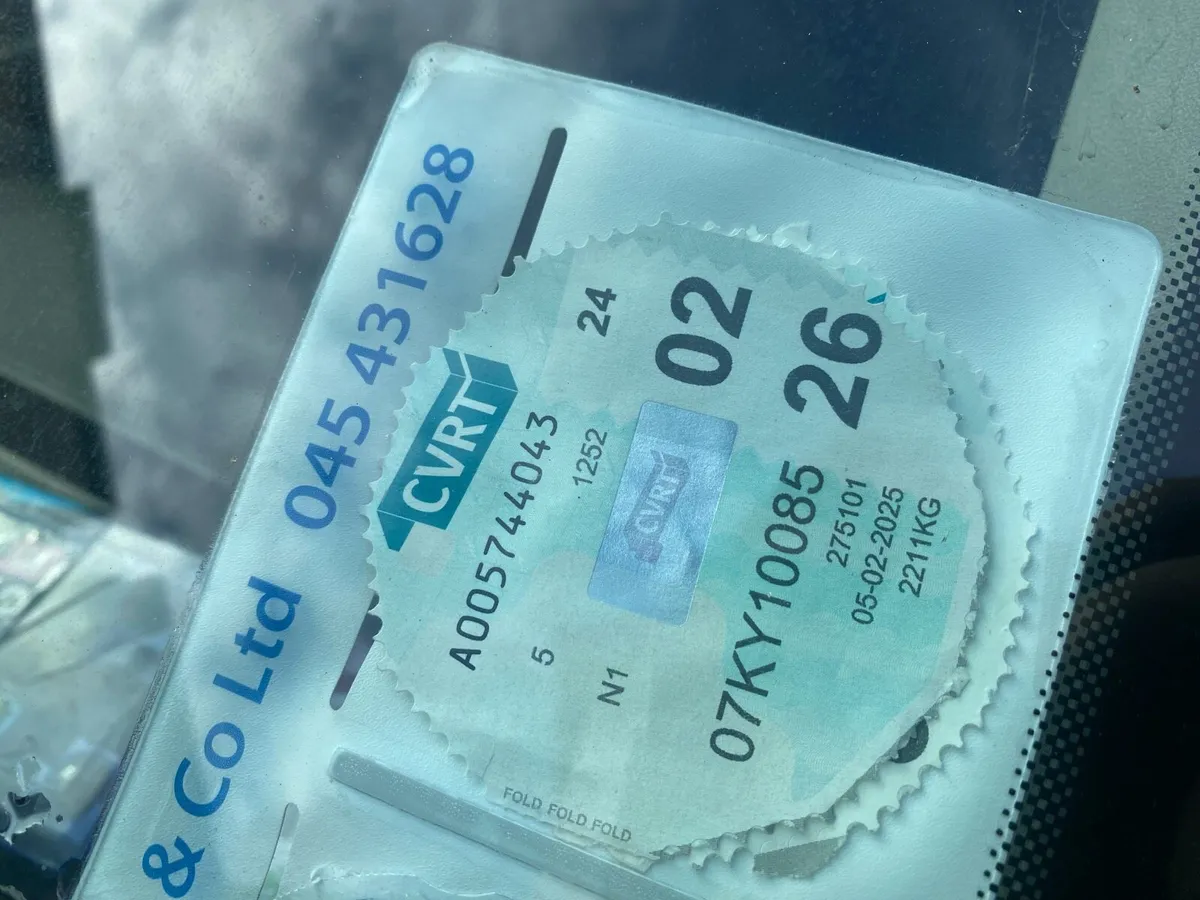 & Co Ltd 045 431628
CVRT
A005744043
24
5
1252
N1
CVRT
02
26
07KY10085
275101
05-02-2025
2211KG
FOLD FOLD FOLD